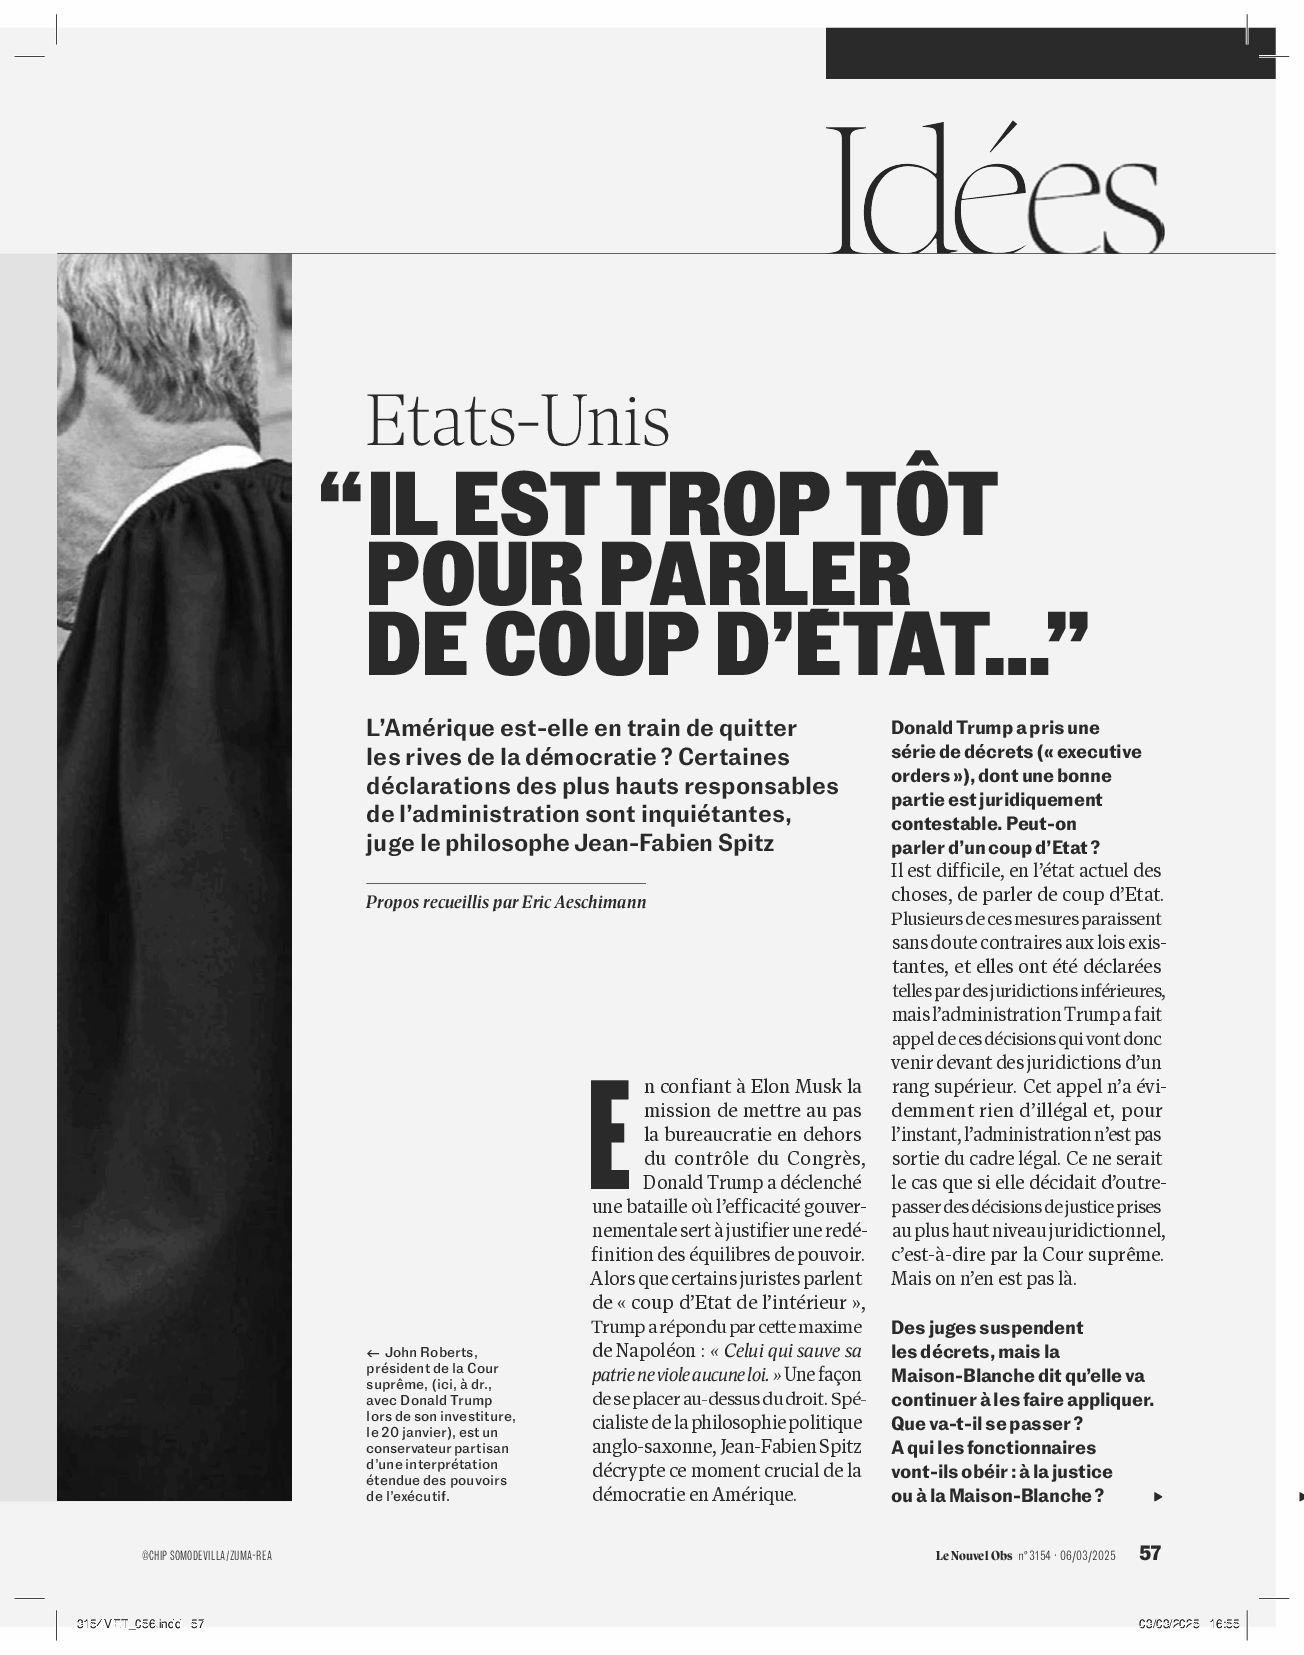 Idées
Etats-Unis
“IL EST TROP TÔT
POUR PARLER
DE COUP D’ÉTAT...”
L’Amérique est-elle en train de quitter
les rives de la démocratie ? Certaines
déclarations des plus hauts responsables
de l’administration sont inquiétantes,
juge le philosophe Jean-Fabien Spitz
Propos recueillis par Eric Aeschimann
← John Roberts,
président de la Cour
suprême, (ici, à dr.,
avec Donald Trump
lors de son investiture,
le 20 janvier), est un
conservateur partisan
d’une interprétation
étendue des pouvoirs
de l’exécutif.
En confiant à Elon Musk la
mission de mettre au pas
la bureaucratie en dehors
du contrôle du Congrès,
Donald Trump a déclenché
une bataille où l’efficacité gouver-
nementale sert à justifier une redé-
finition des équilibres de pouvoir.
Alors que certains juristes parlent
de « coup d’Etat de l’intérieur »,
Trump a répondu par cette maxime
de Napoléon : « Celui qui sauve sa
patrie ne viole aucune loi. » Une façon
de se placer au-dessus du droit. Spé-
cialiste de la philosophie politique
anglo-saxonne, Jean-Fabien Spitz
décrypte ce moment crucial de la
démocratie en Amérique.
Donald Trump a pris une
série de décrets (« executive
orders »), dont une bonne
partie est juridiquement
contestable. Peut-on
parler d’un coup d’Etat ?
Il est difficile, en l’état actuel des
choses, de parler de coup d’Etat.
Plusieurs de ces mesures paraissent
sans doute contraires aux lois exis-
tantes, et elles ont été déclarées
telles par des juridictions inférieures,
mais l’administration Trump a fait
appel de ces décisions qui vont donc
venir devant des juridictions d’un
rang supérieur. Cet appel n’a évi-
demment rien d’illégal et, pour
l’instant, l’administration n’est pas
sortie du cadre légal. Ce ne serait
le cas que si elle décidait d’outre-
passer des décisions de justice prises
au plus haut niveau juridictionnel,
c’est-à-dire par la Cour suprême.
Mais on n’en est pas là.
Des juges suspendent
les décrets, mais la
Maison-Blanche dit qu’elle va
continuer à les faire appliquer.
Que va-t-il se passer ?
A qui les fonctionnaires
vont-ils obéir : à la justice
ou à la Maison-Blanche ? ▶
©CHIP SOMODEVILLA/ZUMA-REA
Le Nouvel Obs n° 3154 · 06/03/2025 57
57
16:55